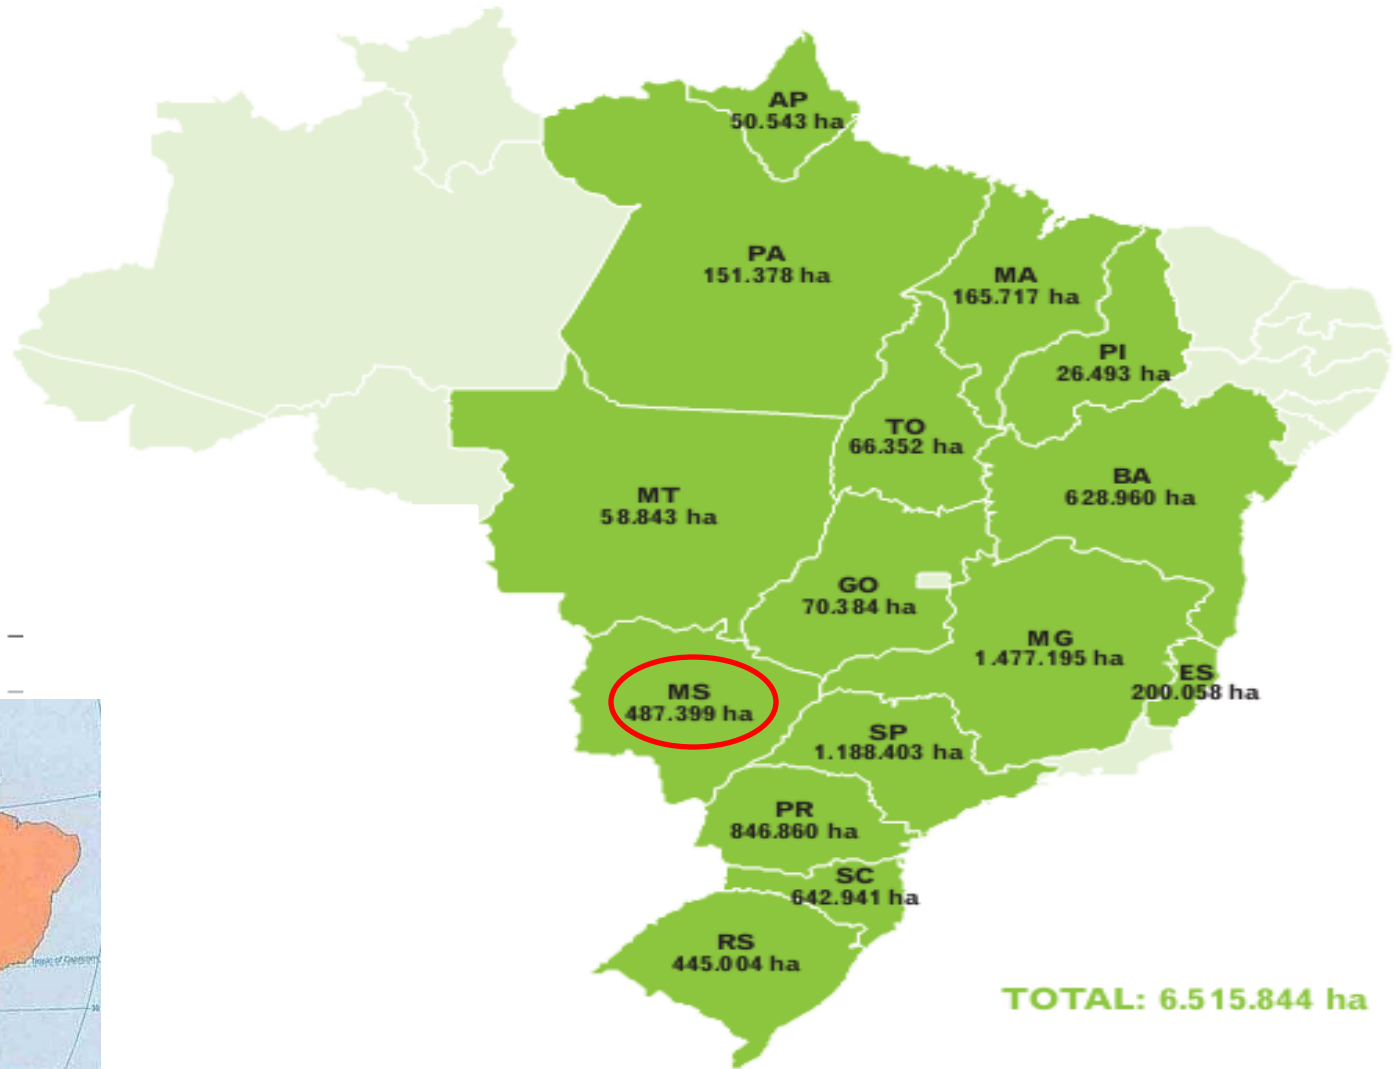 AP
50.543 ha
PA
151.378 ha
MA
165.717 ha
PI
26.493 ha
TO
66.352 ha
BA
628.960 ha
MT
58.843 ha
GO
70.384 ha
MG
1.477.195 ha
ES
200.058 ha
MS
487.399 ha
SP
1.188.403 ha
PR
846.860 ha
SC
642.941 ha
RS
445.004 ha
Tropic of Capricorn
TOTAL: 6.515.844 ha